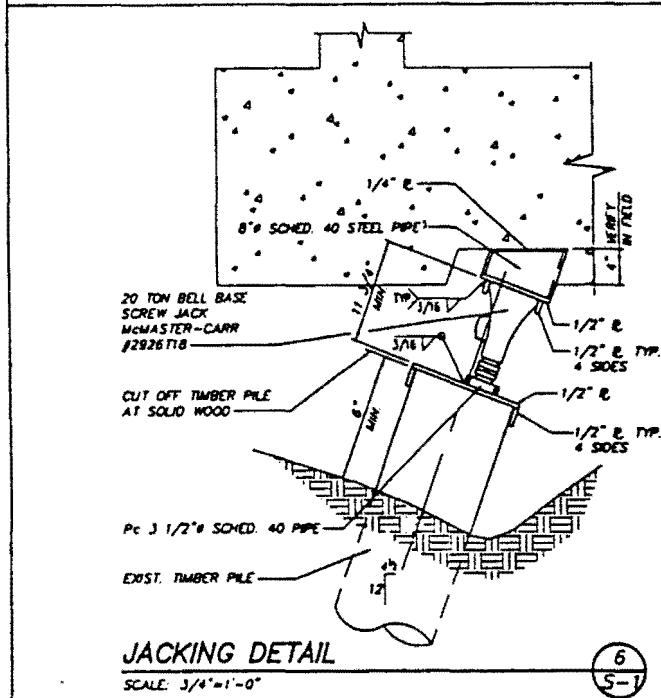 1/4" ℄
8"ø SCHED. 40 STEEL PIPE
4" VERIFY
IN FIELD
11 3/4"
MIN.
TYP.
3/16
20 TON BELL BASE
SCREW JACK
McMASTER-CARR
#2926T18
1/2" ℄
1/2" ℄ TYP.
4 SIDES
3/16
CUT OFF TIMBER PILE
AT SOLID WOOD
6"
MIN.
1/2" ℄
1/2" ℄ TYP.
4 SIDES
Pc 3 1/2"ø SCHED. 40 PIPE
EXIST. TIMBER PILE
4½
12
JACKING DETAIL
SCALE: 3/4"=1'-0"
6
S-1